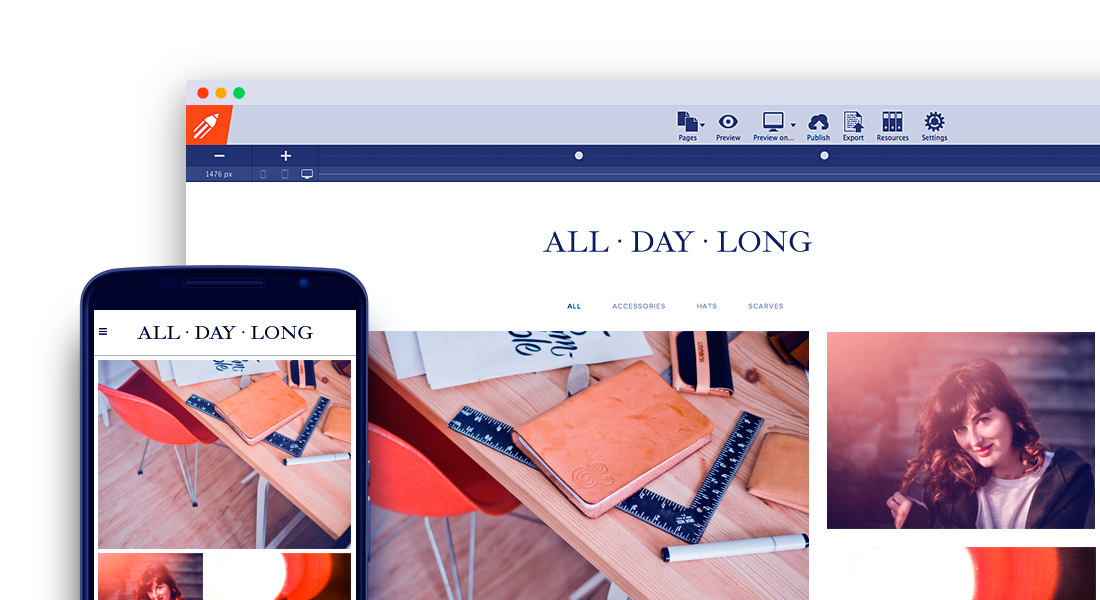 Pages
Preview
Preview on...
Publish
Export
Resources
Settings
1476 px
ALL · DAY · LONG
ALL
ACCESSORIES
HATS
SCARVES
ALL · DAY · LONG